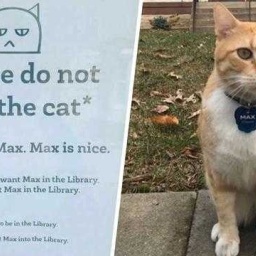 e do not
the cat*
Max. Max is nice.
want Max in the Library.
t Max in the Library.
to be in the Library
t Max into the Library.
MAX